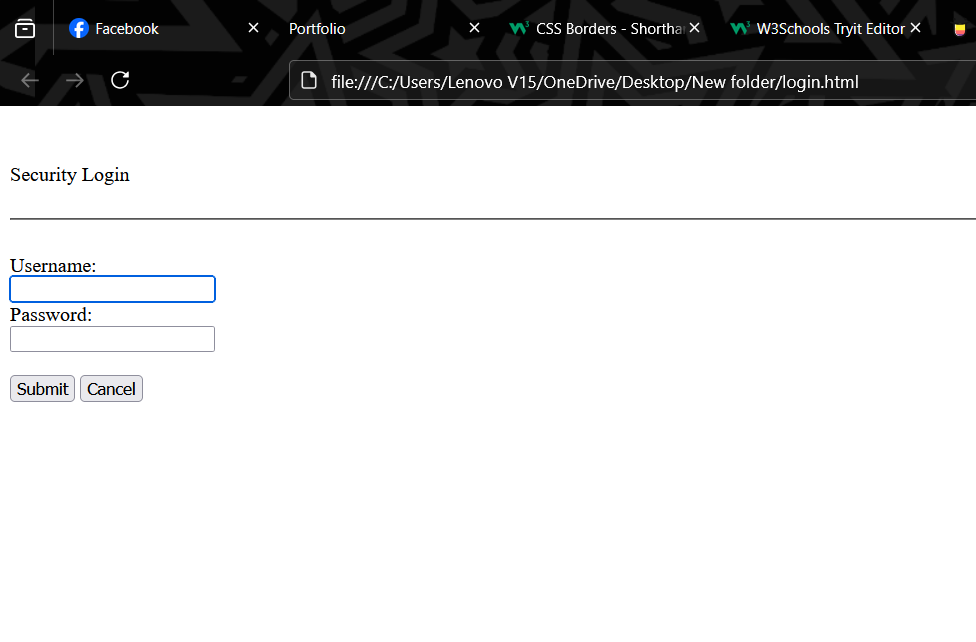 Facebook
Portfolio
CSS Borders - Shortha
W3Schools Tryit Editor
file:///C:/Users/Lenovo V15/OneDrive/Desktop/New folder/login.html
Security Login
Username:
Password:
Submit Cancel